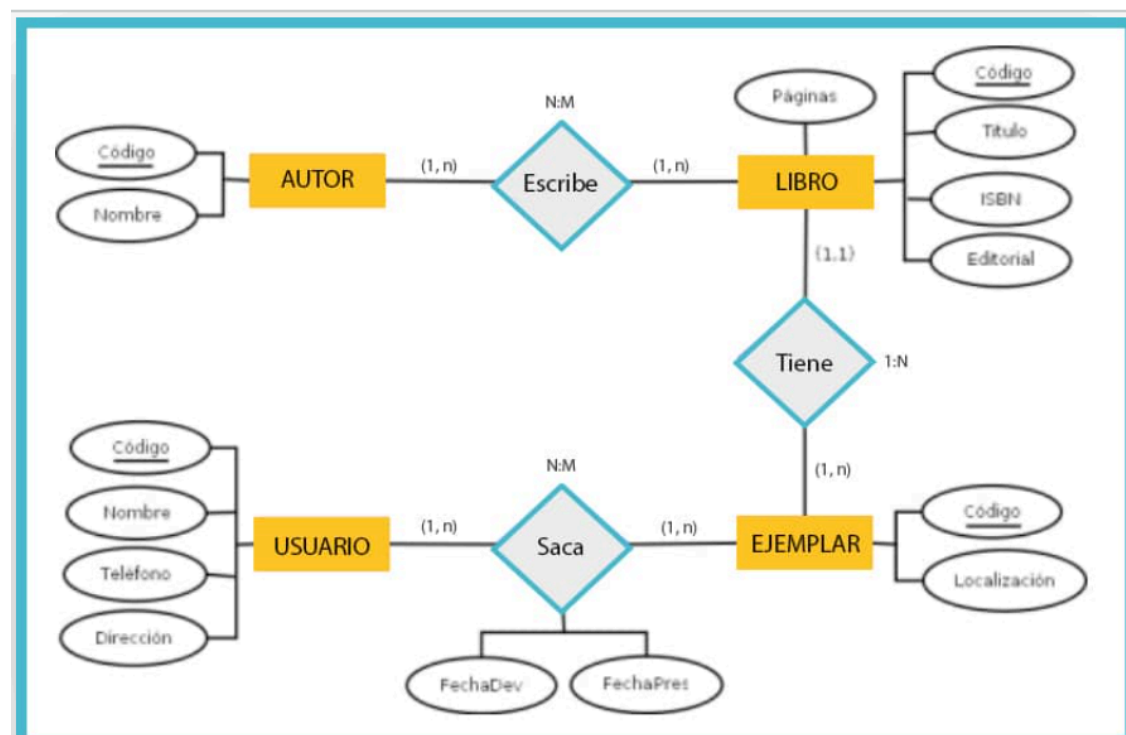 Código
Nombre
AUTOR
(1, n)
N:M
Escribe
(1, n)
Páginas
LIBRO
Código
Titulo
ISBN
Editorial
(1.1)
Tiene
1:N
(1, n)
Código
Nombre
Teléfono
Dirección
USUARIO
(1, n)
N:M
Saca
(1, n)
EJEMPLAR
Código
Localización
FechaDev
FechaPres